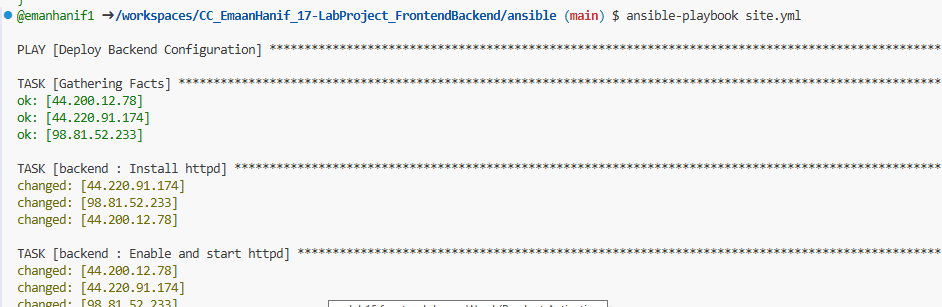 @emanhanif1 ➜/workspaces/CC_EmaanHanif_17-LabProject_FrontendBackend/ansible (main) $ ansible-playbook site.yml
PLAY [Deploy Backend Configuration] **************************************************************************************
TASK [Gathering Facts] ***************************************************************************************************
ok: [44.200.12.78]
ok: [44.220.91.174]
ok: [98.81.52.233]
TASK [backend : Install httpd] *******************************************************************************************
changed: [44.220.91.174]
changed: [98.81.52.233]
changed: [44.200.12.78]
TASK [backend : Enable and start httpd] **********************************************************************************
changed: [44.200.12.78]
changed: [44.220.91.174]
changed: [98.81.52.233]